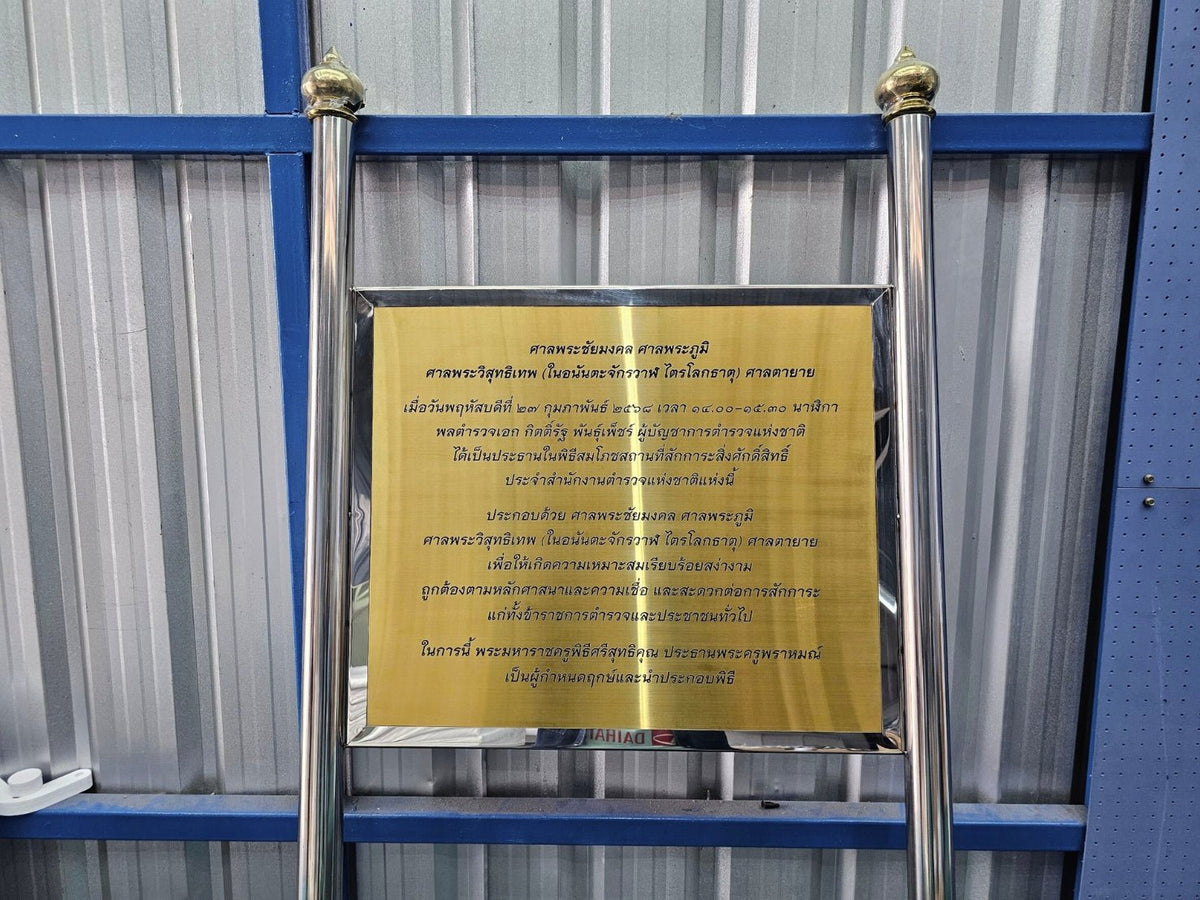 ศาลพระชัยมงคล ศาลพระภูมิ
ศาลพระวิสุทธิเทพ (ในอนันตะจักรวาฬ ไตรโลกธาตุ) ศาลตายาย
เมื่อวันพฤหัสบดีที่ ๒๗ กุมภาพันธ์ ๒๕๖๘ เวลา ๑๔.๐๐-๑๕.๓๐ นาฬิกา
พลตำรวจเอก กิตติ์รัฐ พันธุ์เพ็ชร์ ผู้บัญชาการตำรวจแห่งชาติ
ได้เป็นประธานในพิธีสมโภชสถานที่สักการะสิ่งศักดิ์สิทธิ์
ประจำสำนักงานตำรวจแห่งชาติแห่งนี้
ประกอบด้วย ศาลพระชัยมงคล ศาลพระภูมิ
ศาลพระวิสุทธิเทพ (ในอนันตะจักรวาฬ ไตรโลกธาตุ) ศาลตายาย
เพื่อให้เกิดความเหมาะสมเรียบร้อยสง่างาม
ถูกต้องตามหลักศาสนาและความเชื่อ และสะดวกต่อการสักการะ
แก่ทั้งข้าราชการตำรวจและประชาชนทั่วไป
ในการนี้ พระมหาราชครูพิธีศรีสุทธิคุณ ประธานพระครูพราหมณ์
เป็นผู้กำหนดฤกษ์และนำประกอบพิธี